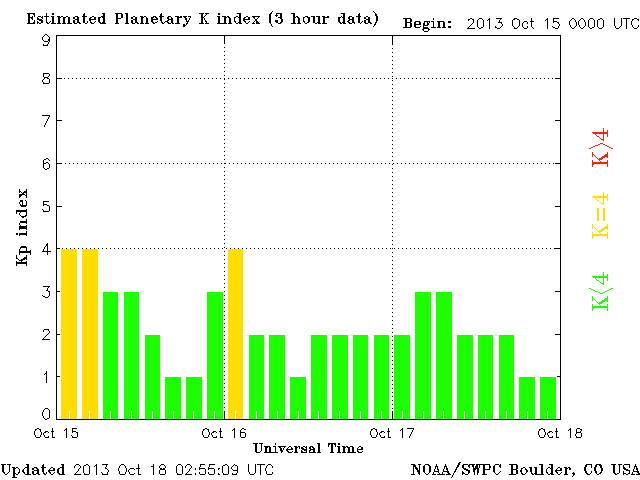 Estimated Planetary K index (3 hour data) Begin: 2013 Oct 15 0000 UTC
9
8
7
6
5
4
3
2
1
0
Kp index
K>4
K=4
K<4
Oct 15 Oct 16 Oct 17 Oct 18
Universal Time
Updated 2013 Oct 18 02:55:09 UTC NOAA/SWPC Boulder, CO USA